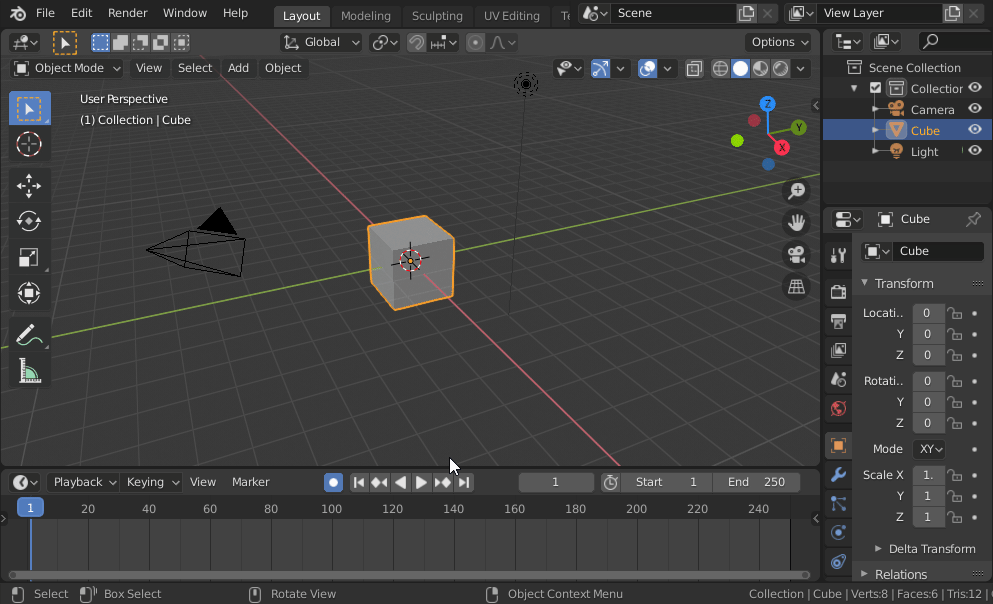 File Edit Render Window Help Layout Modeling Sculpting UV Editing Te Scene View Layer
Global Options
Object Mode View Select Add Object
Scene Collection
User Perspective
(1) Collection | Cube
Collection
Camera
Cube
Light
Z
Y
X
Cube
Cube
Transform
Locati.. 0
Y 0
Z 0
Rotati.. 0
Y 0
Z 0
Mode XY
Scale X 1.
Y 1
Z 1
Delta Transform
Relations
Playback Keying View Marker 1 Start 1 End 250
1 20 40 60 80 100 120 140 160 180 200 220 240
Select Box Select Rotate View Object Context Menu Collection | Cube | Verts:8 | Faces:6 | Tris:12 |